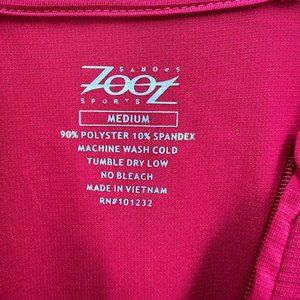 SPORTS
ZOOT
SPORTS
MEDIUM
90% POLYSTER 10% SPANDEX
MACHINE WASH COLD
TUMBLE DRY LOW
NO BLEACH
MADE IN VIETNAM
RN#101232